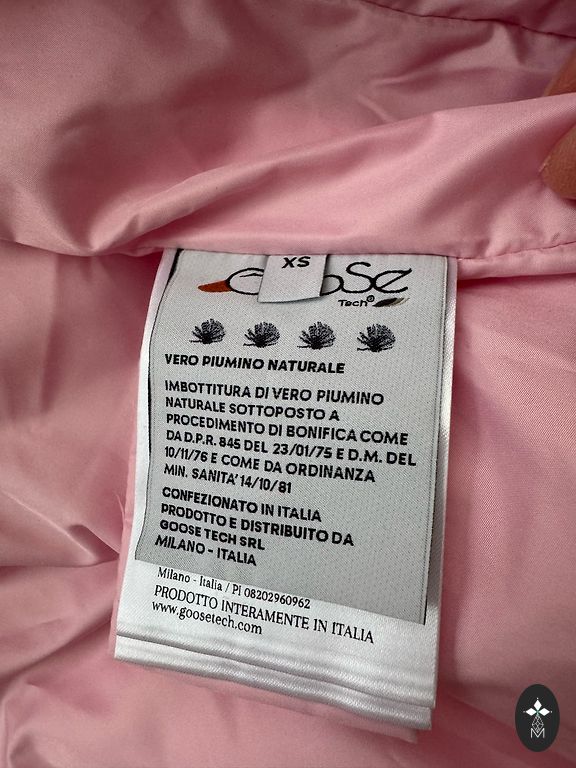 XS
Goose
Tech®
VERO PIUMINO NATURALE
IMBOTTITURA DI VERO PIUMINO
NATURALE SOTTOPOSTO A
PROCEDIMENTO DI BONIFICA COME
DA D.P.R. 845 DEL 23/01/75 E D.M. DEL
10/11/76 E COME DA ORDINANZA
MIN. SANITA' 14/10/81
CONFEZIONATO IN ITALIA
PRODOTTO E DISTRIBUITO DA
GOOSE TECH SRL
MILANO - ITALIA
Milano - Italia / PI 08202960962
PRODOTTO INTERAMENTE IN ITALIA
www.goosetech.com
M